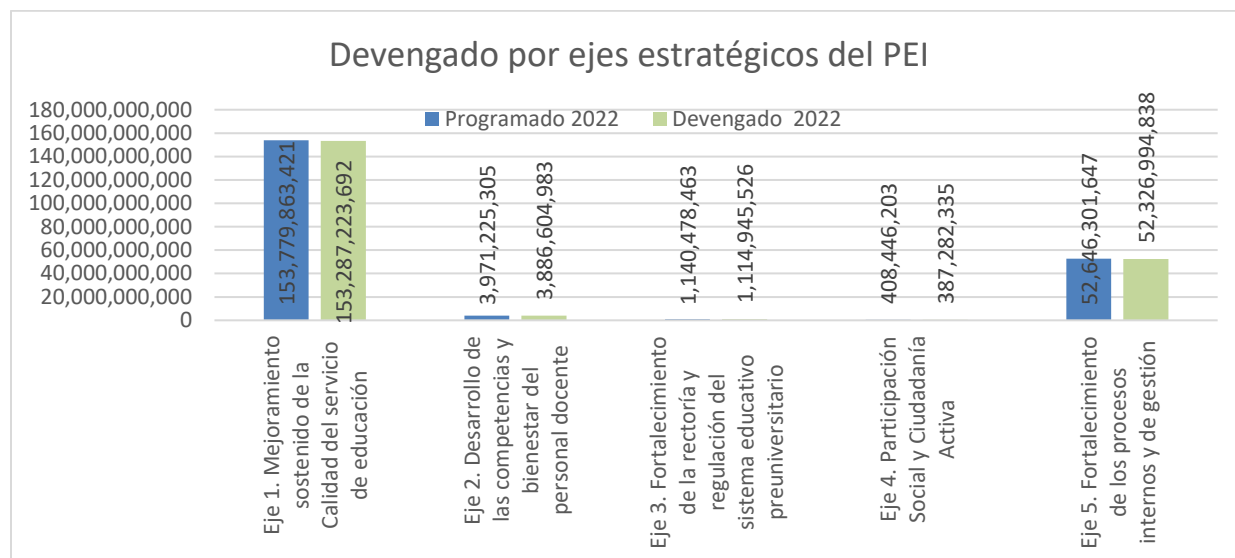 Devengado por ejes estratégicos del PEI
Programado 2022
Devengado  2022
180,000,000,000
160,000,000,000
140,000,000,000
120,000,000,000
100,000,000,000
80,000,000,000
60,000,000,000
40,000,000,000
20,000,000,000
0
153,779,863,421
153,287,223,692
3,971,225,305
3,886,604,983
1,140,478,463
1,114,945,526
408,446,203
387,282,335
52,646,301,647
52,326,994,838
Eje 1. Mejoramiento
sostenido de la
Calidad del servicio
de educación
Eje 2. Desarrollo de
las competencias y
bienestar del
personal docente
Eje 3. Fortalecimiento
de la rectoría y
regulación del
sistema educativo
preuniversitario
Eje 4. Participación
Social y Ciudadanía
Activa
Eje 5. Fortalecimiento
de los procesos
internos y de gestión